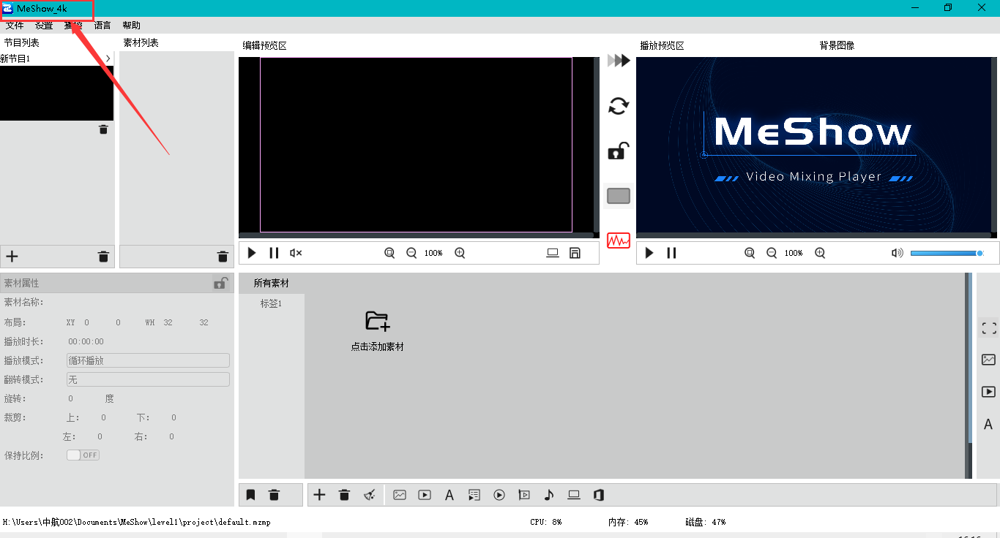 MeShow_4k
文件 设置 播控 语言 帮助
节目列表 素材列表 编辑预览区 播放预览区 背景图像
新节目1
MeShow
Video Mixing Player
100% 100%
素材属性 所有素材
素材名称: 标签1
布局: XY 0 0 WH 32 32
播放时长: 00:00:00 点击添加素材
播放模式: 循环播放
翻转模式: 无
旋转: 0 度
裁剪: 上: 0 下: 0
左: 0 右: 0
保持比例: OFF
H:\Users\中航002\Documents\MeShow\level1\project\default.mzmp CPU: 8% 内存: 45% 磁盘: 47%